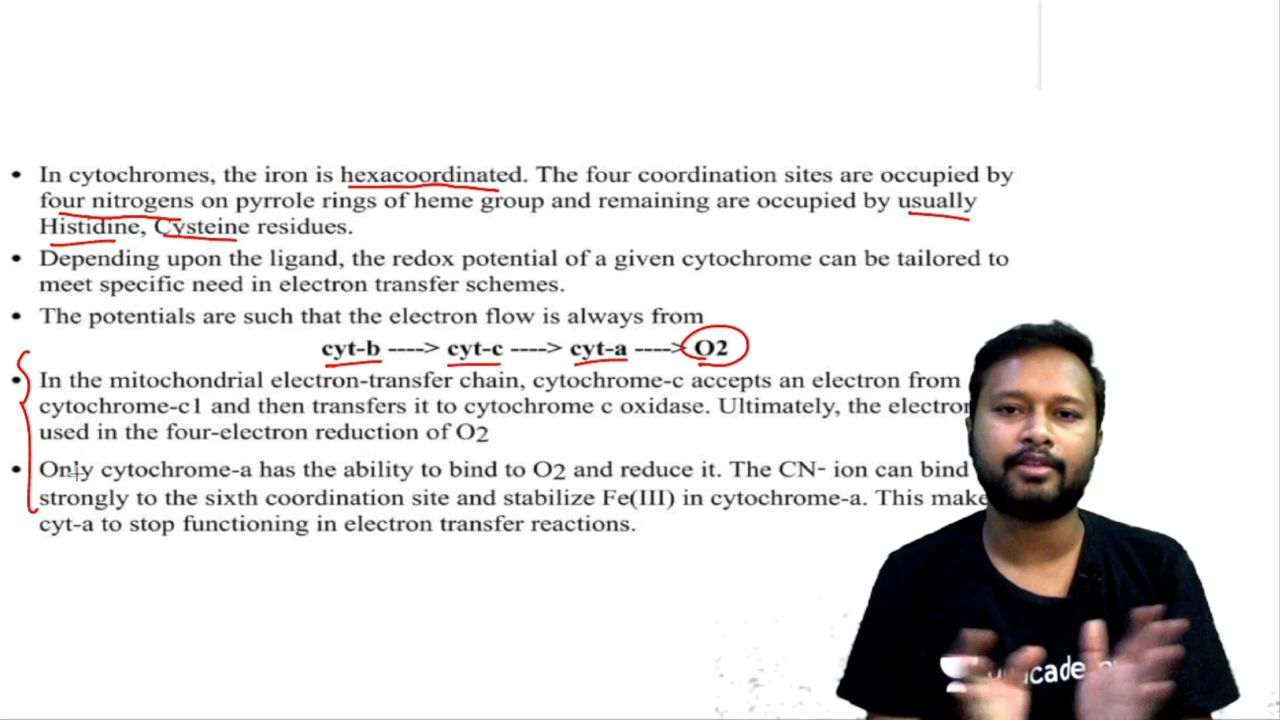 • In cytochromes, the iron is hexacoordinated. The four coordination sites are occupied by
four nitrogens on pyrrole rings of heme group and remaining are occupied by usually
Histidine, Cysteine residues.
• Depending upon the ligand, the redox potential of a given cytochrome can be tailored to
meet specific need in electron transfer schemes.
• The potentials are such that the electron flow is always from
cyt-b ----> cyt-c ----> cyt-a ----> O2
• In the mitochondrial electron-transfer chain, cytochrome-c accepts an electron from
cytochrome-c1 and then transfers it to cytochrome c oxidase. Ultimately, the electron
used in the four-electron reduction of O2
• Only cytochrome-a has the ability to bind to O2 and reduce it. The CN- ion can bind
strongly to the sixth coordination site and stabilize Fe(III) in cytochrome-a. This make
cyt-a to stop functioning in electron transfer reactions.